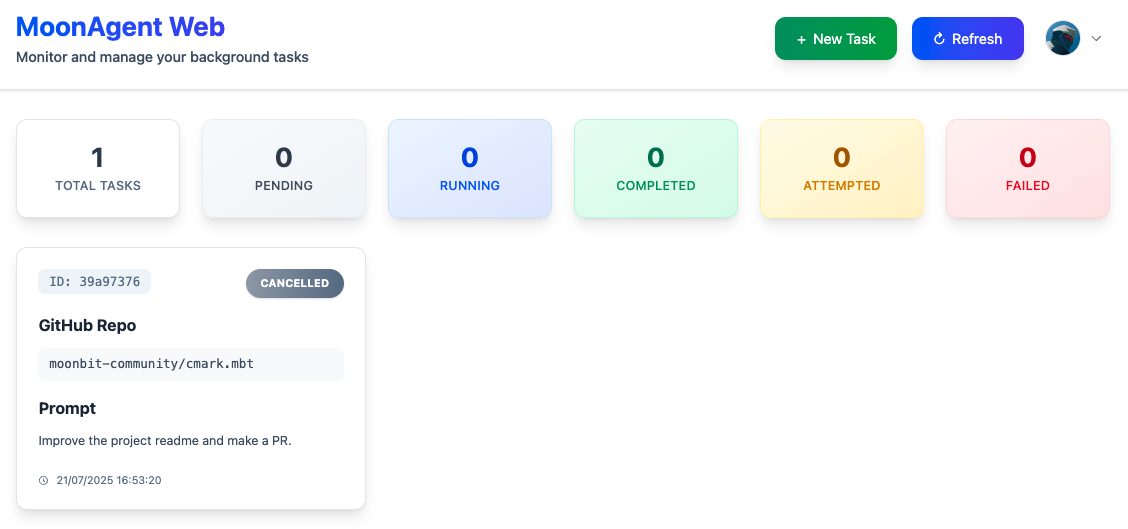 MoonAgent Web
Monitor and manage your background tasks
+ New Task
Refresh
1
TOTAL TASKS
0
PENDING
0
RUNNING
0
COMPLETED
0
ATTEMPTED
0
FAILED
ID: 39a97376
CANCELLED
GitHub Repo
moonbit-community/cmark.mbt
Prompt
Improve the project readme and make a PR.
21/07/2025 16:53:20